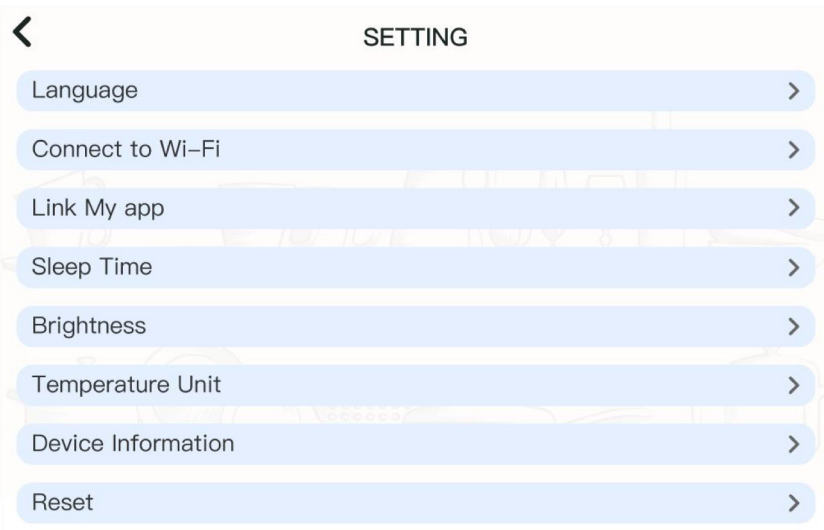 SETTING
Language
Connect to Wi–Fi
Link My app
Sleep Time
Brightness
Temperature Unit
Device Information
Reset